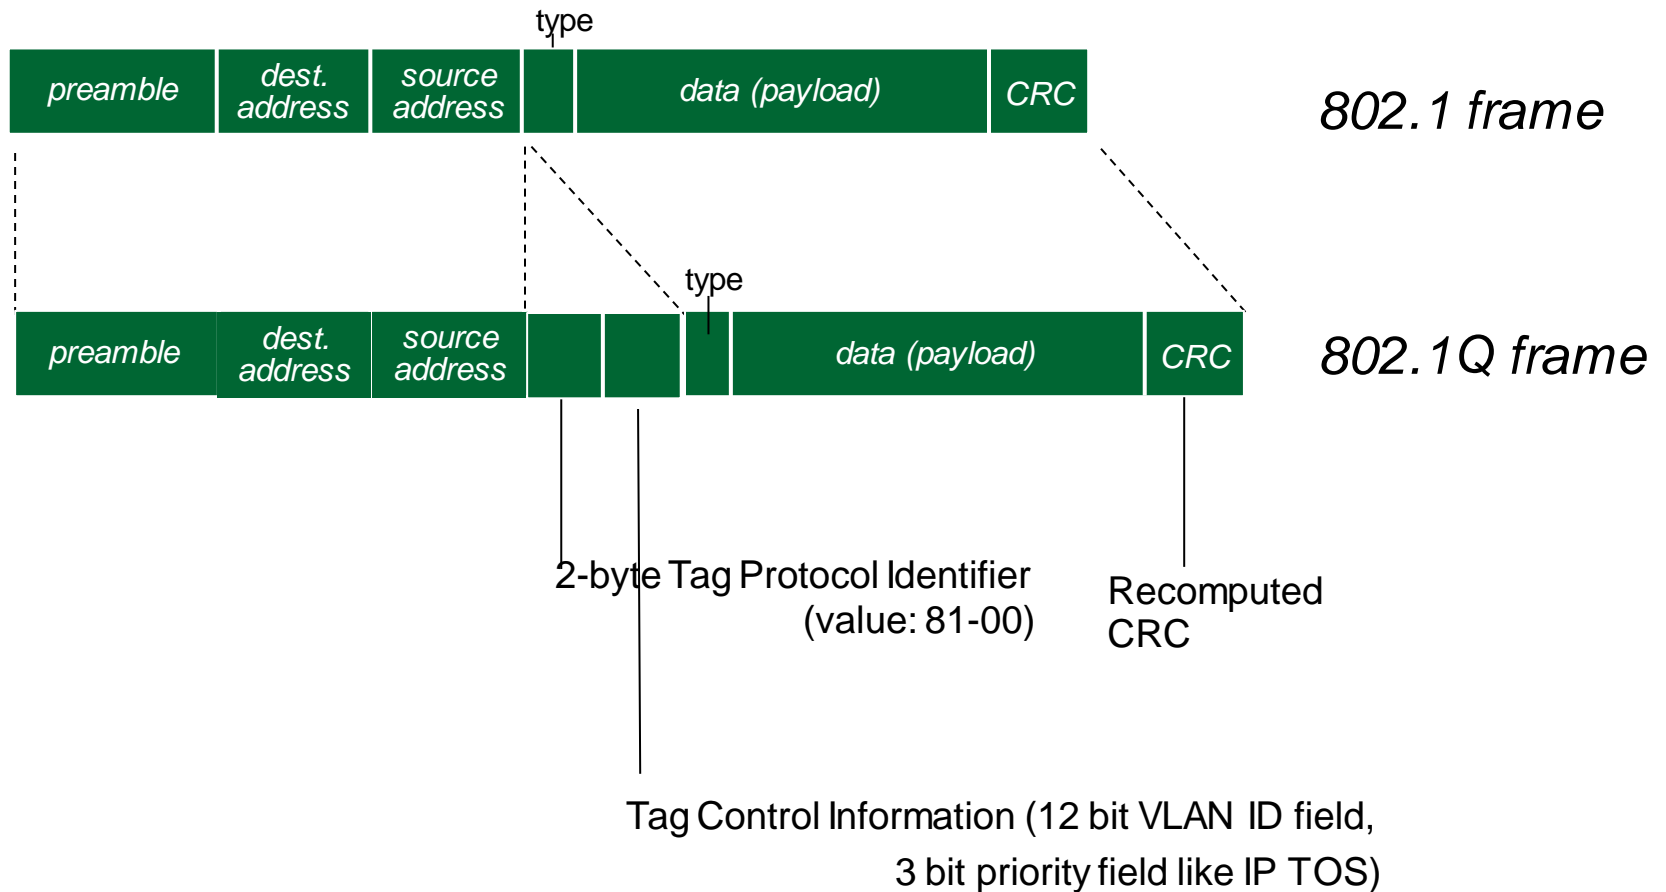 type
preamble
dest.
address
source
address
data (payload)
CRC
802.1 frame
type
preamble
dest.
address
source
address
data (payload)
CRC
802.1Q frame
2-byte Tag Protocol Identifier
(value: 81-00)
Recomputed
CRC
Tag Control Information (12 bit VLAN ID field,
3 bit priority field like IP TOS)